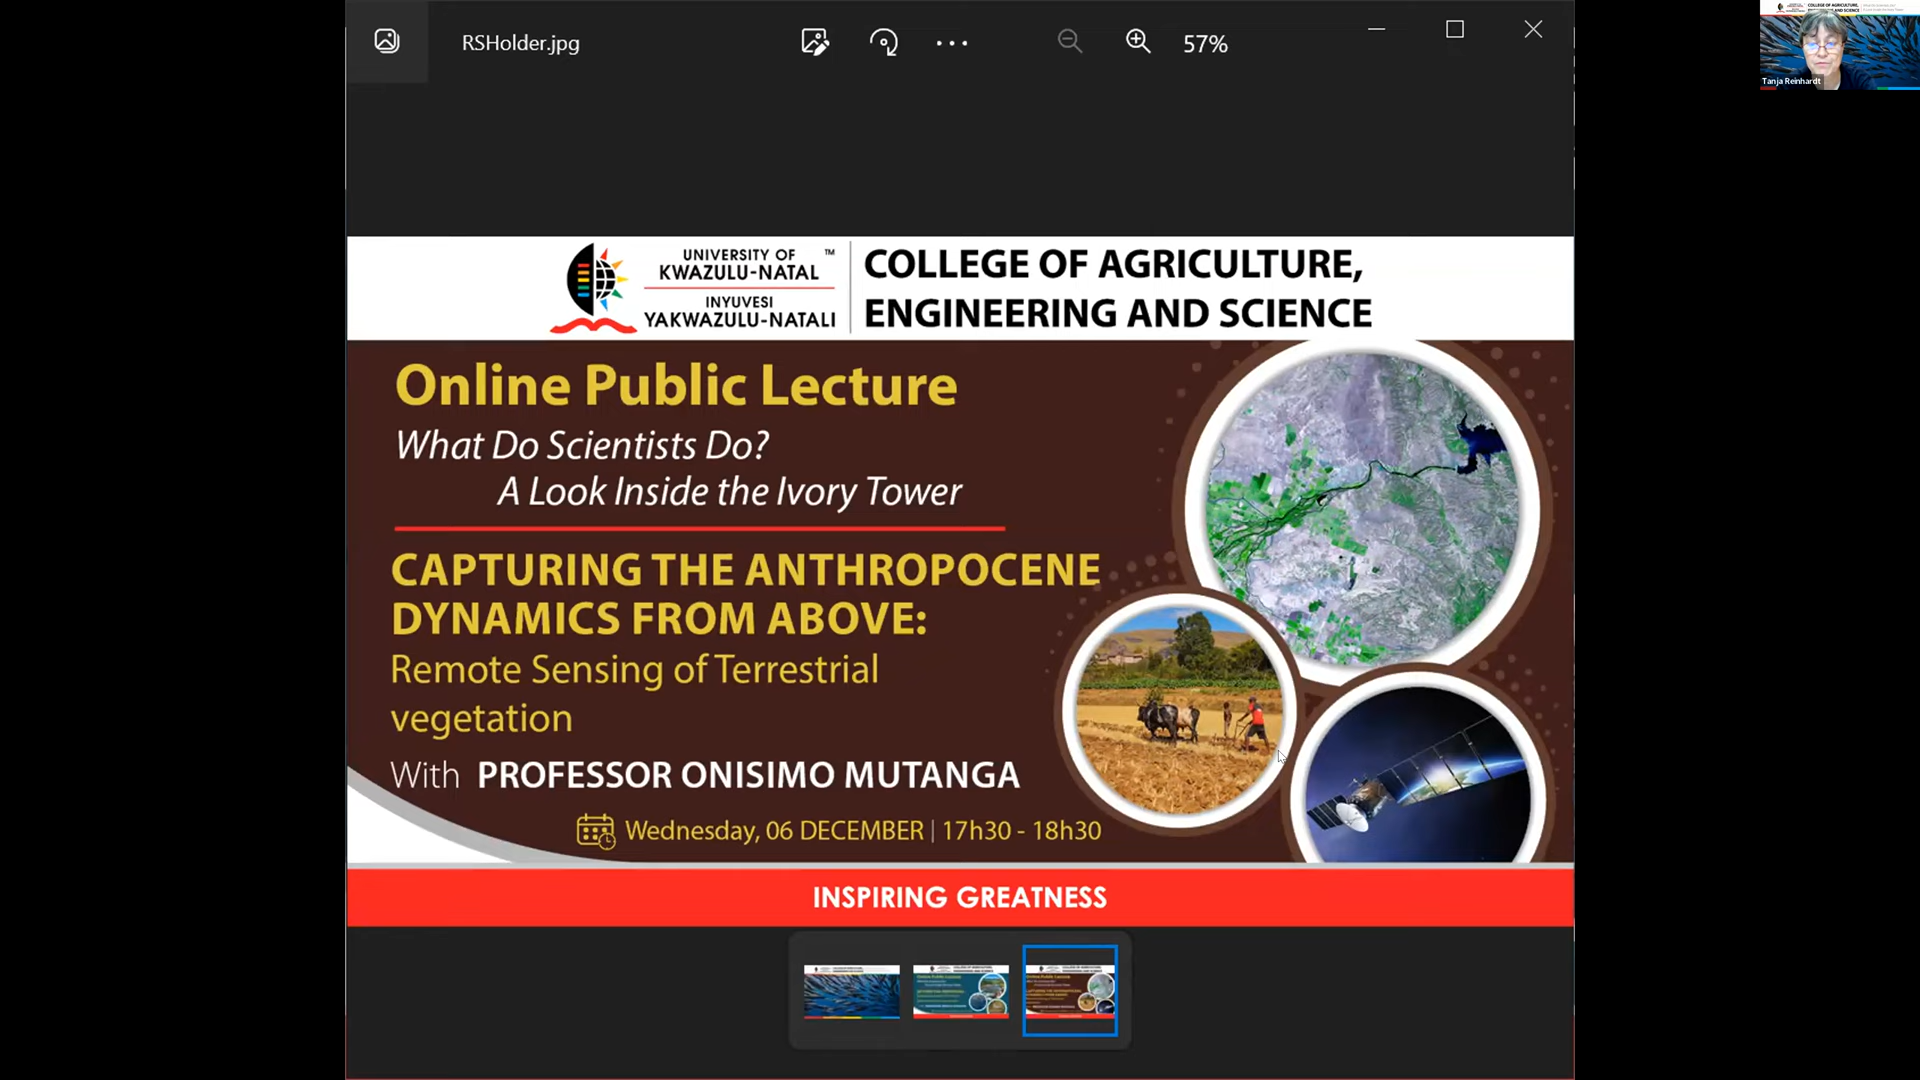 RSHolder.jpg
57%
Tanja Reinhardt
UNIVERSITY OF
KWAZULU-NATAL
TM
INYUVESI
YAKWAZULU-NATALI
COLLEGE OF AGRICULTURE,
ENGINEERING AND SCIENCE
Online Public Lecture
What Do Scientists Do?
A Look Inside the Ivory Tower
CAPTURING THE ANTHROPOCENE
DYNAMICS FROM ABOVE:
Remote Sensing of Terrestrial
vegetation
With PROFESSOR ONISIMO MUTANGA
Wednesday, 06 DECEMBER | 17h30 - 18h30
INSPIRING GREATNESS